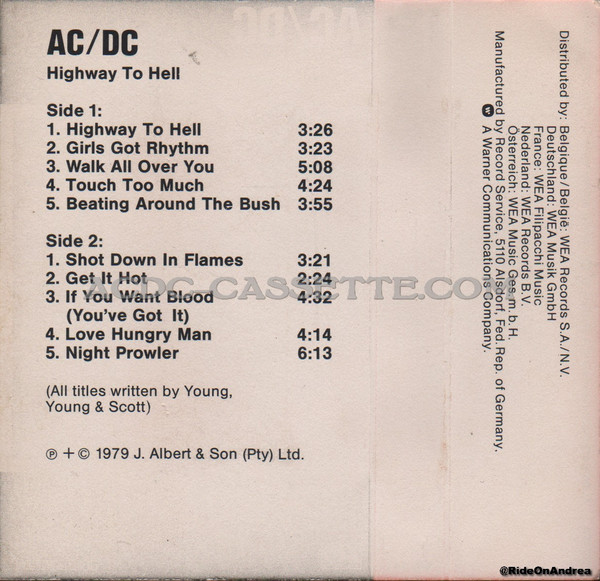 AC/DC
Highway To Hell
Side 1:
1. Highway To Hell 3:26
2. Girls Got Rhythm 3:23
3. Walk All Over You 5:08
4. Touch Too Much 4:24
5. Beating Around The Bush 3:55
Side 2:
1. Shot Down In Flames 3:21
2. Get It Hot 2:24
3. If You Want Blood 4:32
(You've Got It)
4. Love Hungry Man 4:14
5. Night Prowler 6:13
(All titles written by Young,
Young & Scott)
℗ + © 1979 J. Albert & Son (Pty) Ltd.
Distributed by: Belgique/België: WEA Records S.A./N.V.
Deutschland: WEA Musik GmbH
France: WEA Filipacchi Music
Nederland: WEA Records B.V.
Österreich: WEA Music Ges.m.b.H.
Manufactured by Record Service, 5110 Alsdorf, Fed. Rep. of Germany.
A Warner Communications Company.
ACDC-CASSETTE.COM
@RideOnAndrea